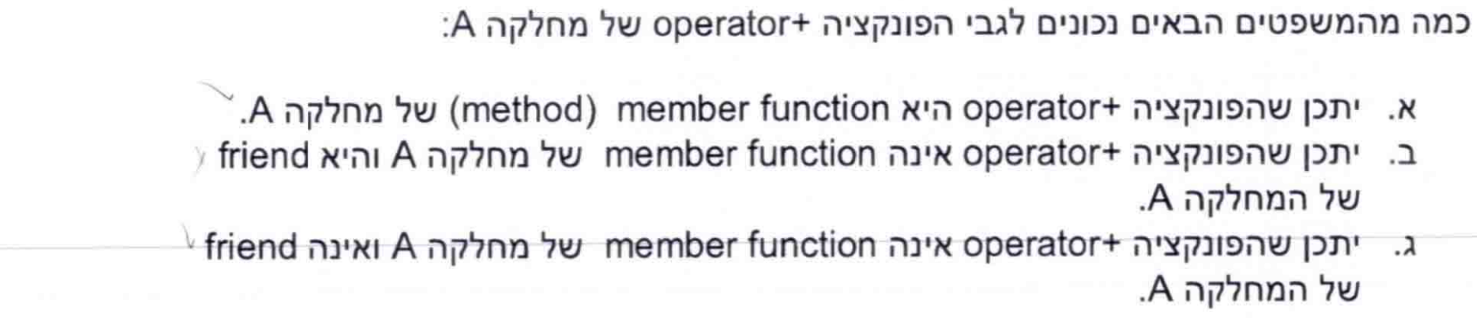 כמה מהמשפטים הבאים נכונים לגבי הפונקציה operator+ של מחלקה A:
א. יתכן שהפונקציה operator+ היא member function (method) של מחלקה A.
ב. יתכן שהפונקציה operator+ אינה member function של מחלקה A והיא friend
של המחלקה A.
ג. יתכן שהפונקציה operator+ אינה member function של מחלקה A ואינה friend
של המחלקה A.